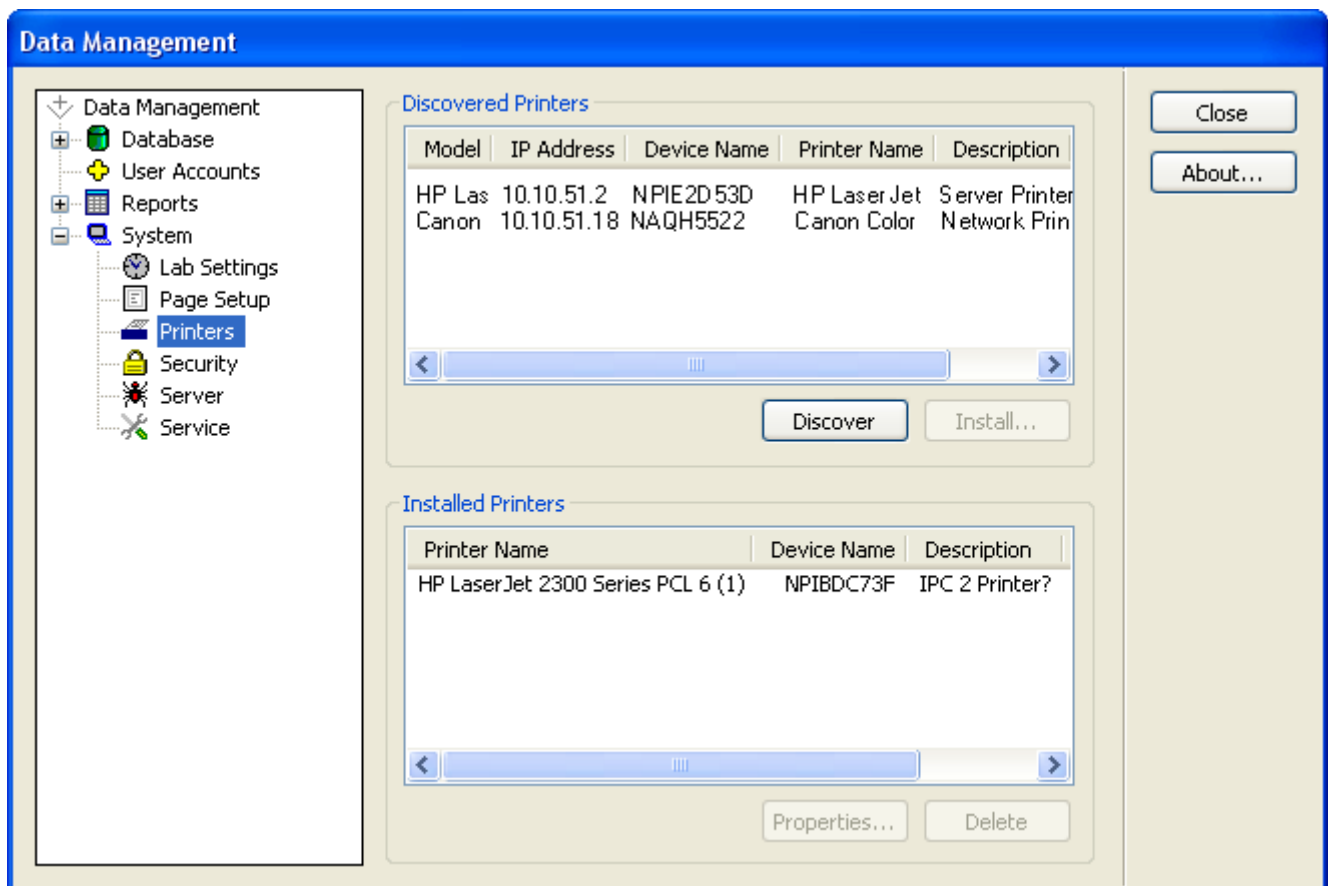 Data Management
Data Management
Database
User Accounts
Reports
System
Lab Settings
Page Setup
Printers
Security
Server
Service
Discovered Printers
Model IP Address Device Name Printer Name Description
HP Las 10.10.51.2 NPIE2D53D HP LaserJet Server Printer
Canon 10.10.51.18 NAQH5522 Canon Color Network Prin
Discover Install...
Installed Printers
Printer Name Device Name Description
HP LaserJet 2300 Series PCL 6 (1) NPIBDC73F IPC 2 Printer?
Properties... Delete
Close
About...